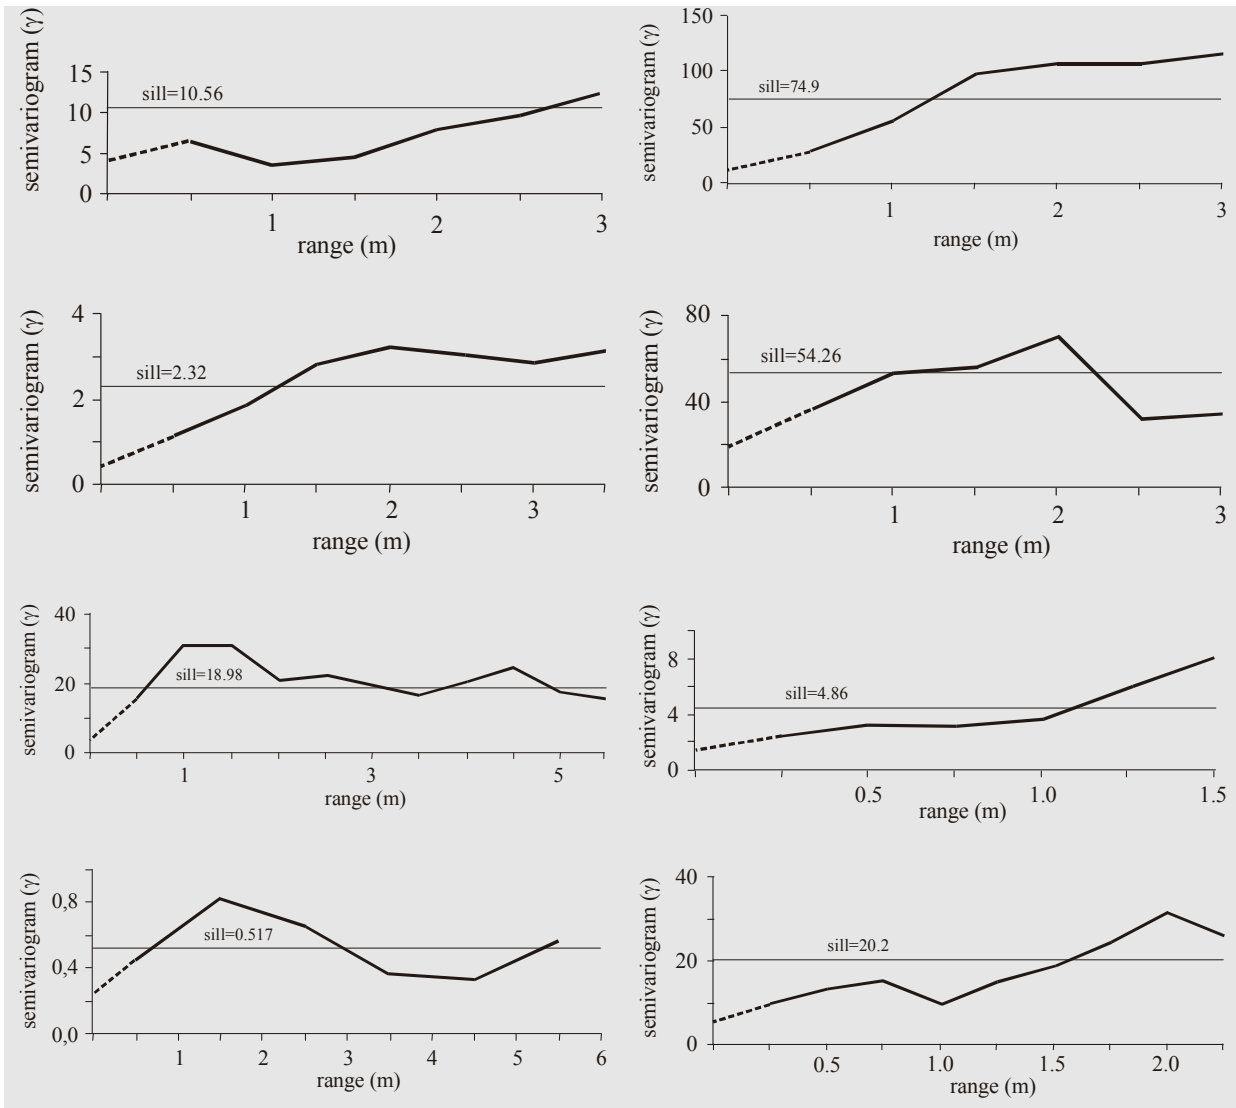 semivariogram (γ)
15
10
5
0
sill=10.56
1
2
3
range (m)
semivariogram (γ)
150
100
50
0
sill=74.9
1
2
3
range (m)
semivariogram (γ)
4
2
0
sill=2.32
1
2
3
range (m)
semivariogram (γ)
80
60
40
0
sill=54.26
1
2
3
range (m)
semivariogram (γ)
40
20
0
sill=18.98
1
3
5
range (m)
semivariogram (γ)
8
4
0
sill=4.86
0.5
1.0
1.5
range (m)
semivariogram (γ)
0,8
0,4
0,0
sill=0.517
1
2
3
4
5
6
range (m)
semivariogram (γ)
40
20
0
sill=20.2
0.5
1.0
1.5
2.0
range (m)